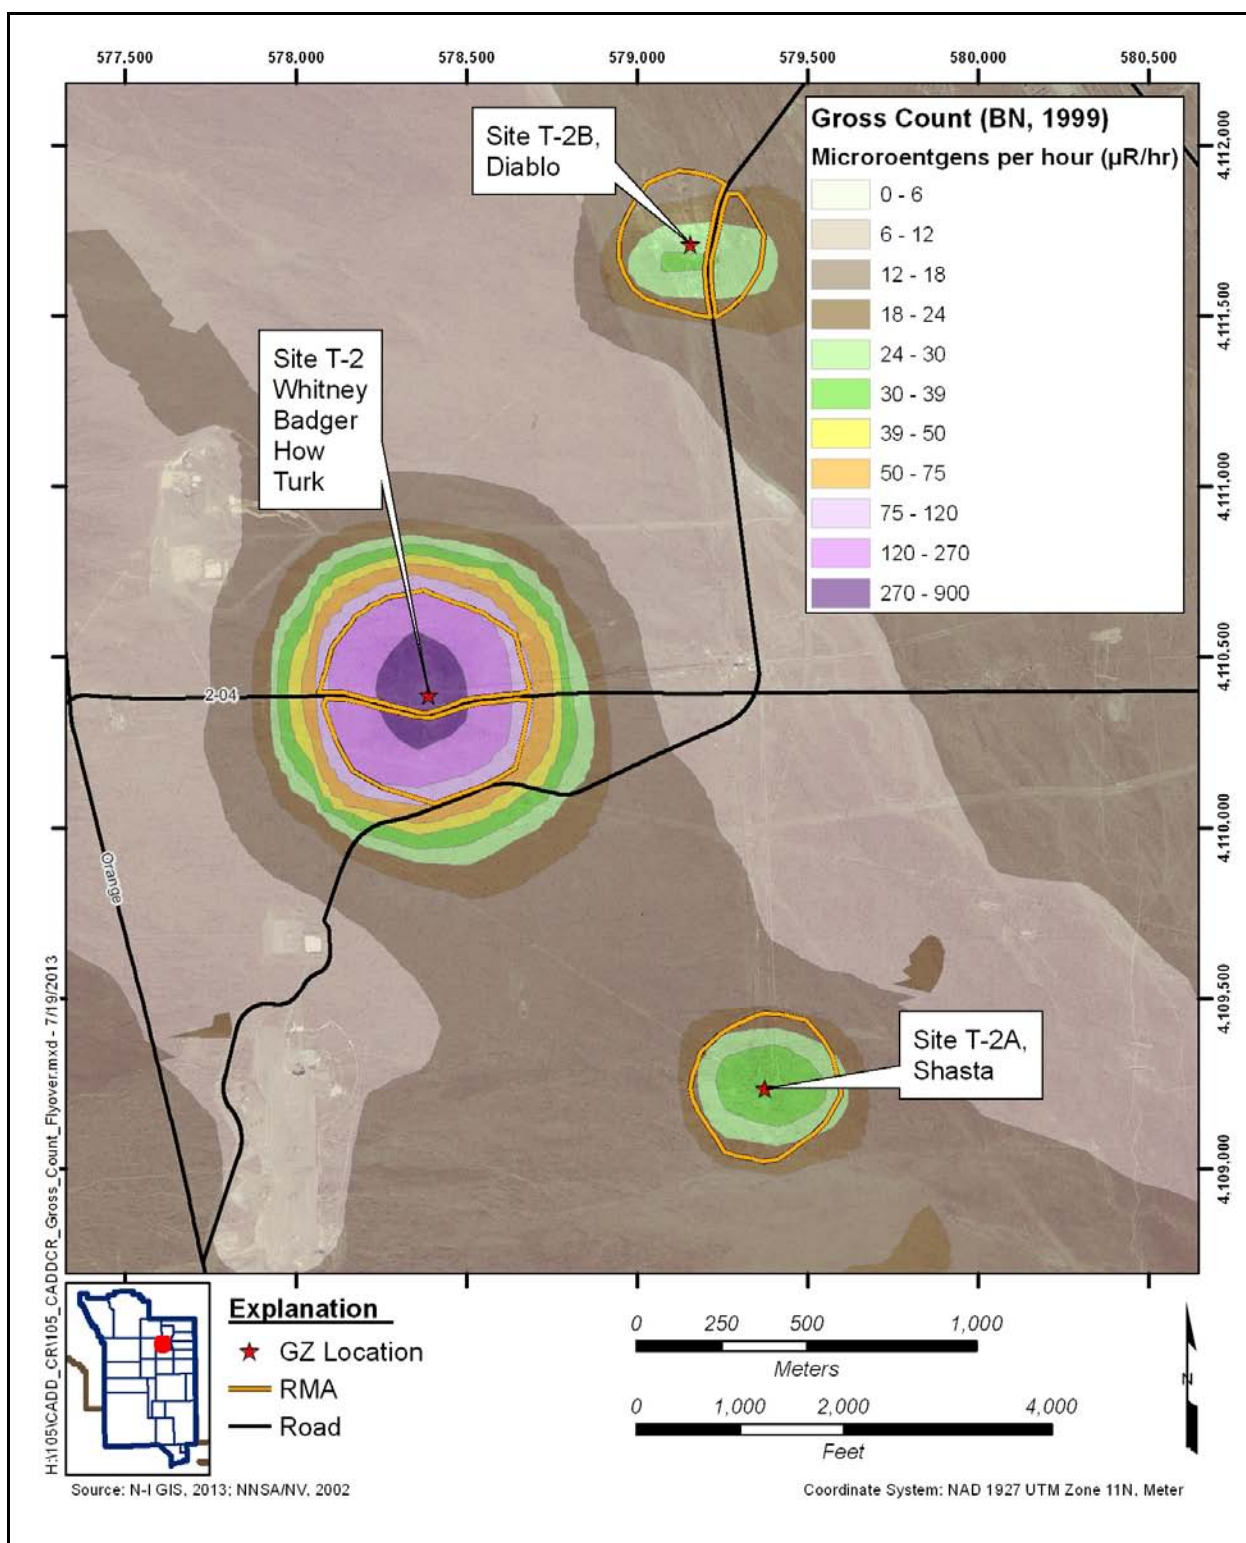 577,500 578,000 578,500 579,000 579,500 580,000 580,500
Site T-2B,
Diablo
Gross Count (BN, 1999)
Microroentgens per hour (µR/hr)
0 - 6
6 - 12
12 - 18
18 - 24
24 - 30
30 - 39
39 - 50
50 - 75
75 - 120
120 - 270
270 - 900
4,112,000
4,111,500
4,111,000
4,110,500
4,110,000
4,109,500
4,109,000
Site T-2
Whitney
Badger
How
Turk
2-04
Orange
Site T-2A,
Shasta
H:\105\CADD_CR\105_CADDCR_Gross_Count_Flyover.mxd - 7/19/2013
Explanation
GZ Location
RMA
Road
0 250 500 1,000
Meters
0 1,000 2,000 4,000
Feet
N
Source: N-I GIS, 2013; NNSA/NV, 2002
Coordinate System: NAD 1927 UTM Zone 11N, Meter